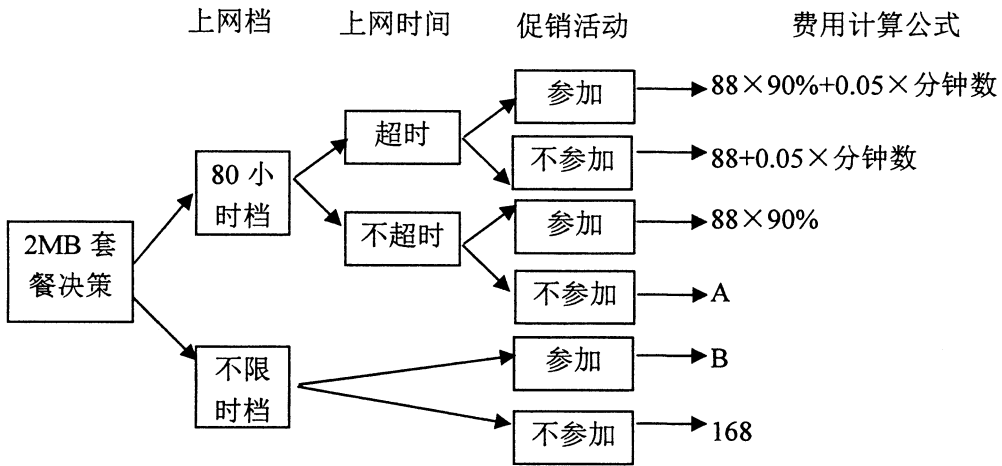 上网档 上网时间 促销活动 费用计算公式
参加 88×90%+0.05×分钟数
超时
不参加 88+0.05×分钟数
80 小
时档
参加 88×90%
不超时
2MB 套
餐决策
不参加 A
参加 B
不限
时档
不参加 168